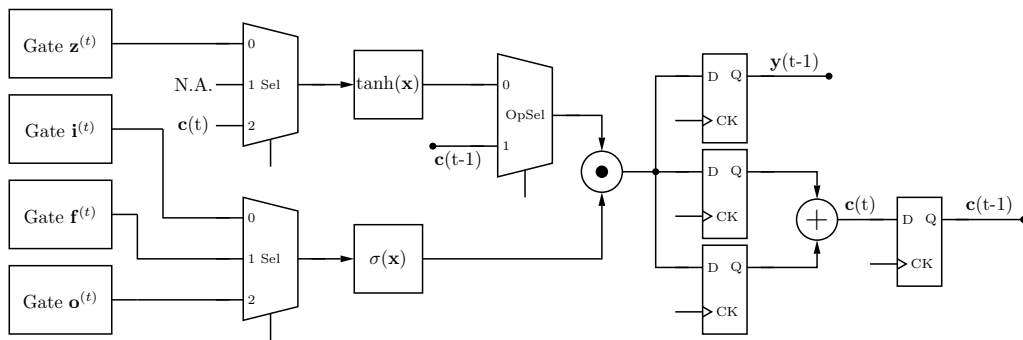 Gate z^(t)
Gate i^(t)
Gate f^(t)
Gate o^(t)
0
N.A.
1 Sel
c(t)
2
0
1 Sel
2
tanh(x)
σ(x)
0
OpSel
1
c(t-1)
D Q
CK
y(t-1)
D Q
CK
D Q
CK
c(t)
D Q
CK
c(t-1)